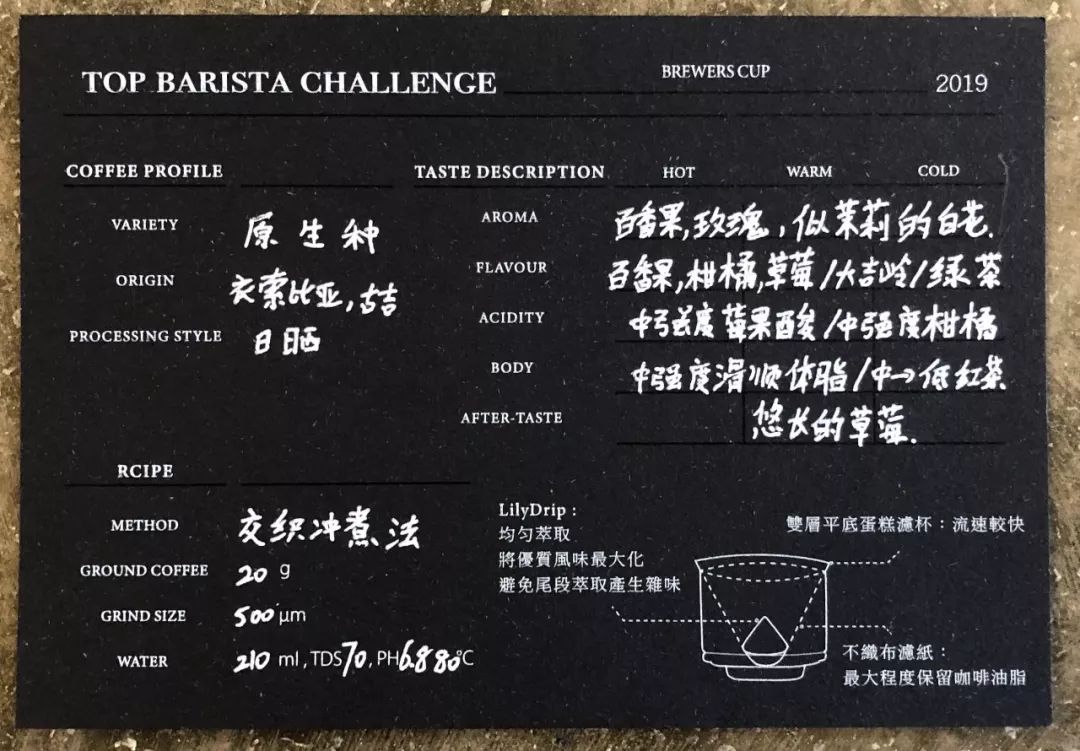 TOP BARISTA CHALLENGE BREWERS CUP 2019
COFFEE PROFILE
VARIETY 原生种
ORIGIN 衣索比亚,吉
PROCESSING STYLE 日晒
TASTE DESCRIPTION HOT WARM COLD
AROMA 百香果,玫瑰,似茉莉的白花.
FLAVOUR 百香果,柑橘,草莓/大吉岭/绿茶
ACIDITY 中强度莓果酸/中强度柑橘
BODY 中强度滑顺体脂/中→低红茶
AFTER-TASTE 悠长的草莓.
RCIPE
METHOD 交织冲煮法
GROUND COFFEE 20 g
GRIND SIZE 500 μm
WATER 210 ml,TDS70,PH6.8 80℃
LilyDrip :
均勻萃取
將優質風味最大化
避免尾段萃取產生雜味
雙層平底蛋糕濾杯：流速較快
不織布濾紙：
最大程度保留咖啡油脂